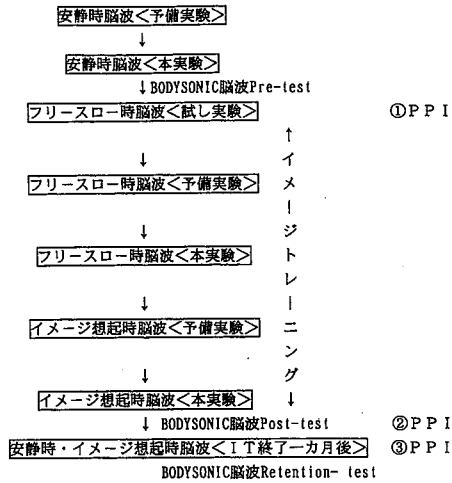 安静時脳波＜予備実験＞
↓
安静時脳波＜本実験＞
↓BODYSONIC脳波Pre-test
フリースロー時脳波＜試し実験＞ ①ＰＰＩ
↓
フリースロー時脳波＜予備実験＞
↓
フリースロー時脳波＜本実験＞
↓
イメージ想起時脳波＜予備実験＞
↓
イメージ想起時脳波＜本実験＞
↑イメージトレーニング↓
↓ BODYSONIC脳波Post-test ②ＰＰＩ
安静時・イメージ想起時脳波＜ＩＴ終了一カ月後＞ ③ＰＰＩ
BODYSONIC脳波Retention- test